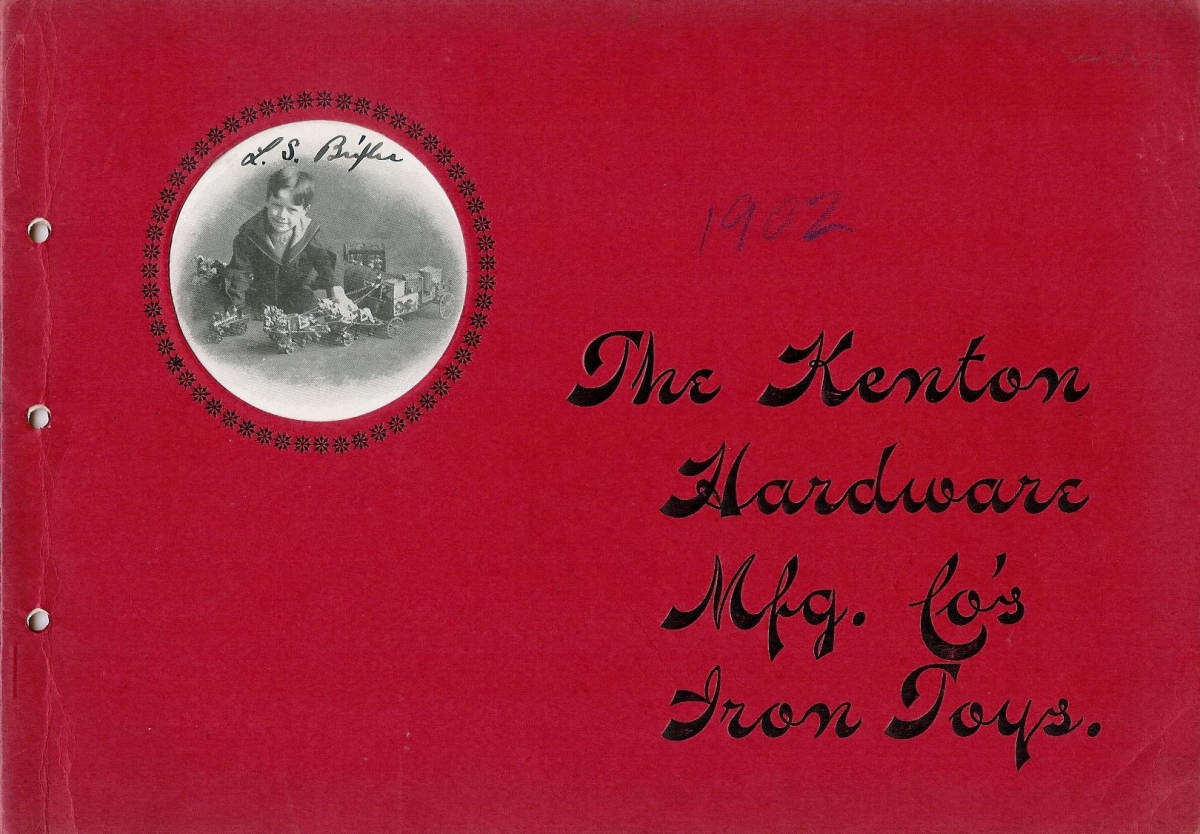 L. S. 
1902
The Kenton
Hardware
Mfg. Co's
Iron Toys.